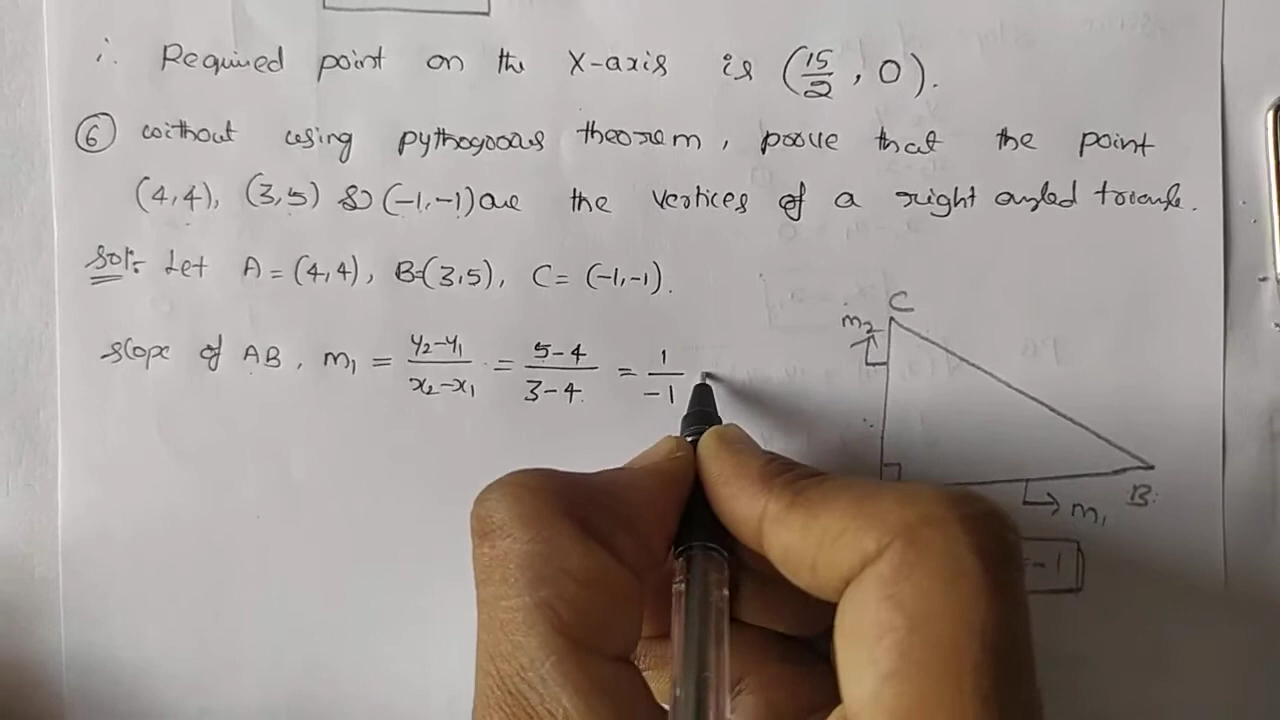 ∴ Required point on the X-axis is (15/2, 0).
⑥ without using pythogoras theorem, prove that the point
(4,4), (3,5) & (-1,-1) are the vertices of a right angled triangle.
Sol:- Let A = (4,4), B=(3,5), C= (-1,-1).
slope of AB, m₁ = y₂-y₁/x₂-x₁ = 5-4/3-4 = 1/-1
C
m₂
B
m₁
-1